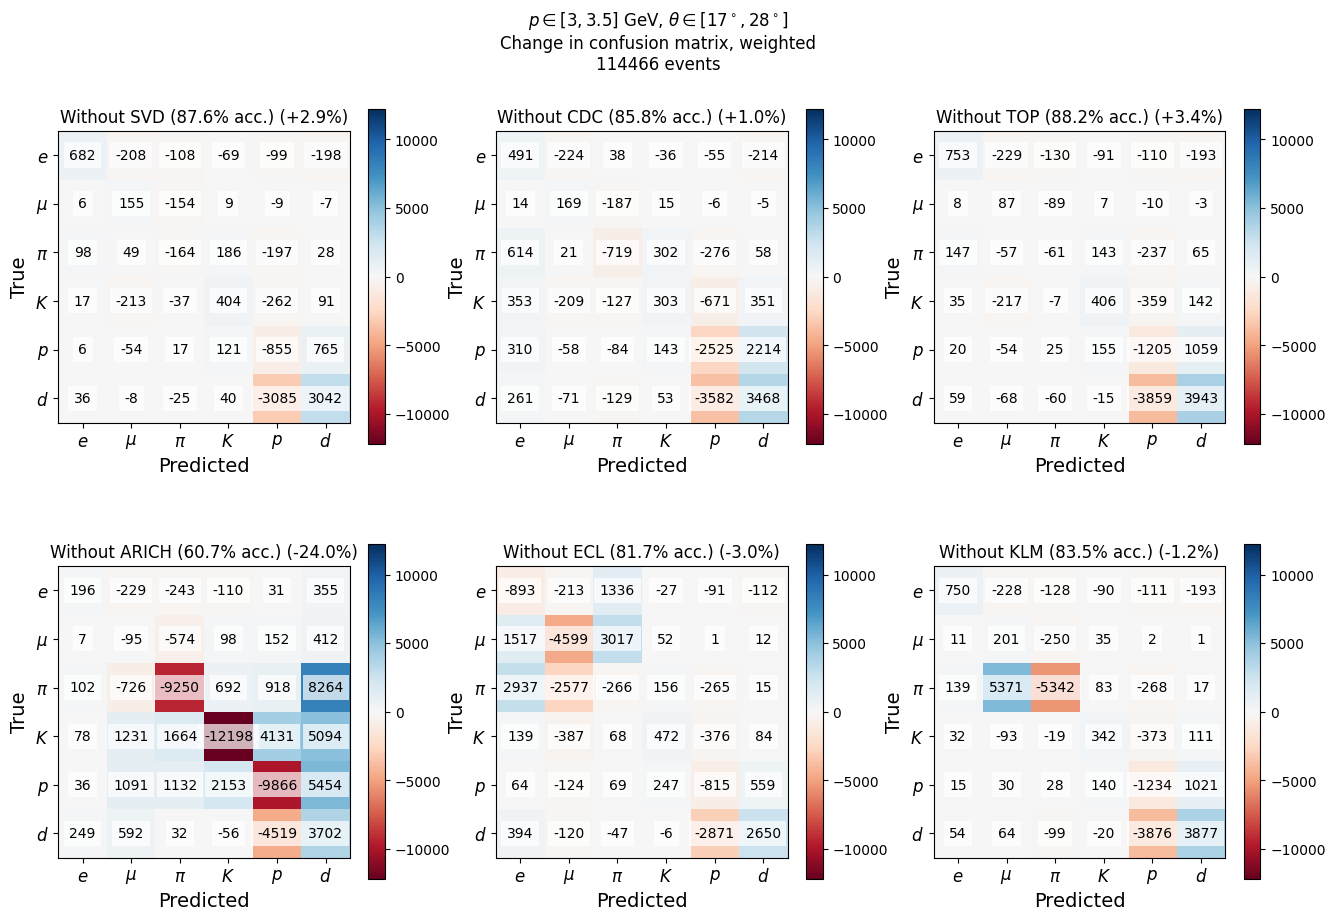 p ∈ [3, 3.5] GeV, θ ∈ [17°, 28°]
Change in confusion matrix, weighted
114466 events
Without SVD (87.6% acc.) (+2.9%)
True
e 682 -208 -108 -69 -99 -198
μ 6 155 -154 9 -9 -7
π 98 49 -164 186 -197 28
K 17 -213 -37 404 -262 91
p 6 -54 17 121 -855 765
d 36 -8 -25 40 -3085 3042
e μ π K p d
Predicted
10000
5000
0
−5000
−10000
Without CDC (85.8% acc.) (+1.0%)
True
e 491 -224 38 -36 -55 -214
μ 14 169 -187 15 -6 -5
π 614 21 -719 302 -276 58
K 353 -209 -127 303 -671 351
p 310 -58 -84 143 -2525 2214
d 261 -71 -129 53 -3582 3468
e μ π K p d
Predicted
10000
5000
0
−5000
−10000
Without TOP (88.2% acc.) (+3.4%)
True
e 753 -229 -130 -91 -110 -193
μ 8 87 -89 7 -10 -3
π 147 -57 -61 143 -237 65
K 35 -217 -7 406 -359 142
p 20 -54 25 155 -1205 1059
d 59 -68 -60 -15 -3859 3943
e μ π K p d
Predicted
10000
5000
0
−5000
−10000
Without ARICH (60.7% acc.) (-24.0%)
True
e 196 -229 -243 -110 31 355
μ 7 -95 -574 98 152 412
π 102 -726 -9250 692 918 8264
K 78 1231 1664 -12198 4131 5094
p 36 1091 1132 2153 -9866 5454
d 249 592 32 -56 -4519 3702
e μ π K p d
Predicted
10000
5000
0
−5000
−10000
Without ECL (81.7% acc.) (-3.0%)
True
e -893 -213 1336 -27 -91 -112
μ 1517 -4599 3017 52 1 12
π 2937 -2577 -266 156 -265 15
K 139 -387 68 472 -376 84
p 64 -124 69 247 -815 559
d 394 -120 -47 -6 -2871 2650
e μ π K p d
Predicted
10000
5000
0
−5000
−10000
Without KLM (83.5% acc.) (-1.2%)
True
e 750 -228 -128 -90 -111 -193
μ 11 201 -250 35 2 1
π 139 5371 -5342 83 -268 17
K 32 -93 -19 342 -373 111
p 15 30 28 140 -1234 1021
d 54 64 -99 -20 -3876 3877
e μ π K p d
Predicted
10000
5000
0
−5000
−10000